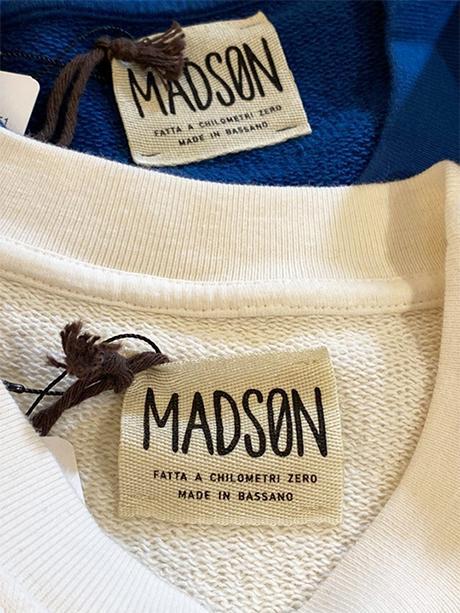 MADSØN
FATTA A CHILOMETRI ZERO
MADE IN BASSANO
MADSØN
FATTA A CHILOMETRI ZERO
MADE IN BASSANO